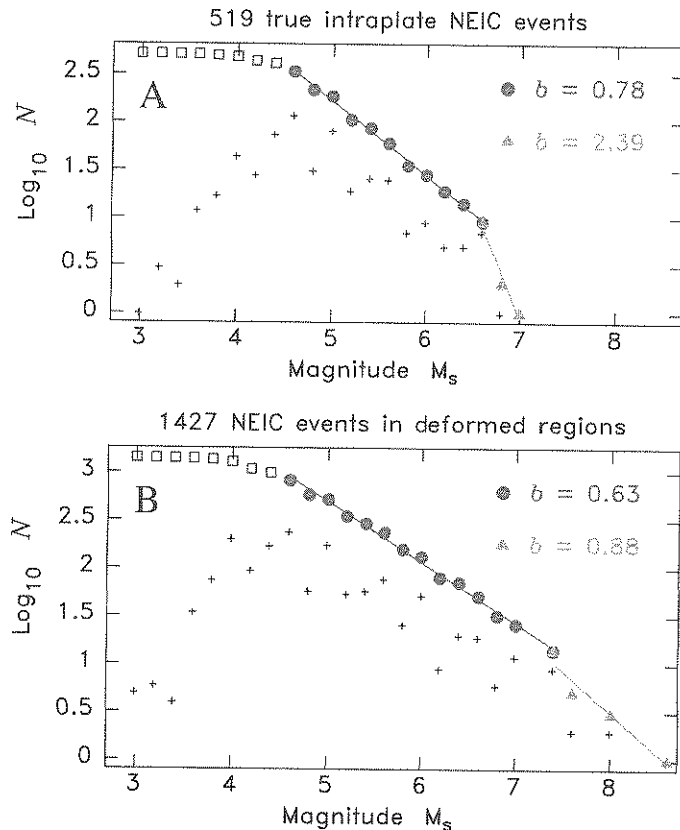 519 true intraplate NEIC events
A
b = 0.78
b = 2.39
Log10 N
2.5
2
1.5
1
0.5
0
3 4 5 6 7 8
Magnitude Ms
1427 NEIC events in deformed regions
B
b = 0.63
b = 0.88
Log10 N
3
2.5
2
1.5
1
0.5
0
3 4 5 6 7 8
Magnitude Ms